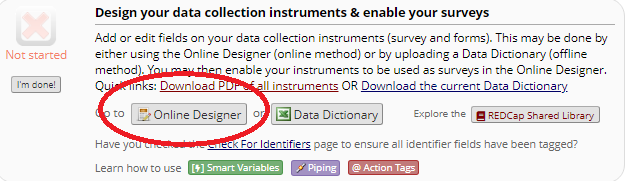 Design your data collection instruments & enable your surveys
Not started
I'm done!
Add or edit fields on your data collection instruments (survey and forms). This may be done by
either using the Online Designer (online method) or by uploading a Data Dictionary (offline
method). You may then enable your instruments to be used as surveys in the Online Designer.
Quick links: Download PDF of all instruments OR Download the current Data Dictionary
Go to Online Designer or Data Dictionary Explore the REDCap Shared Library
Have you checked the Check For Identifiers page to ensure all identifier fields have been tagged?
Learn how to use [⚡] Smart Variables Piping @ Action Tags